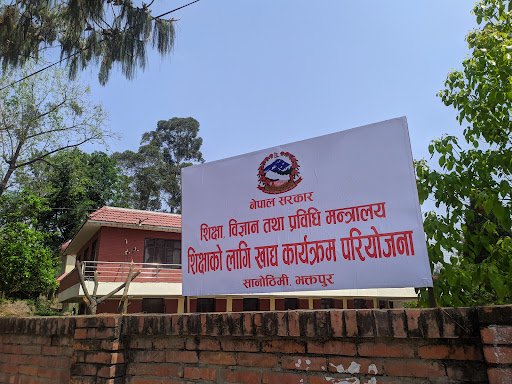 नेपाल सरकार
शिक्षा, विज्ञान तथा प्रविधि मन्त्रालय
शिक्षाको लागि खाद्य कार्यक्रम परियोजना
सानोठिमी, भक्तपुर